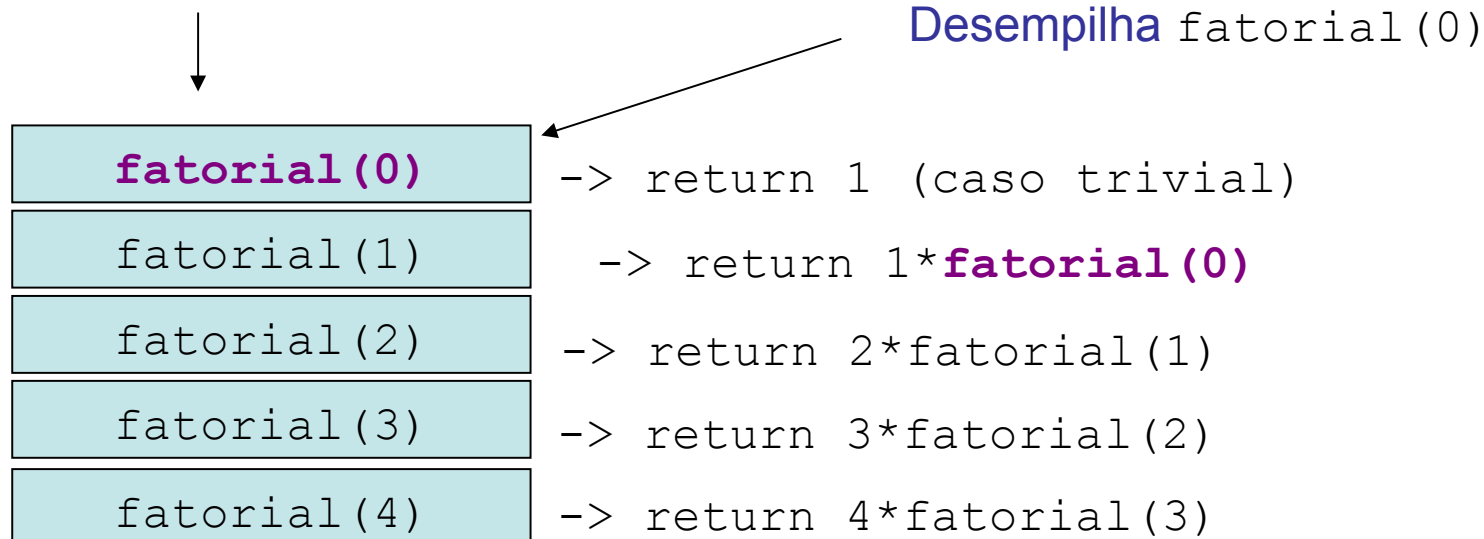 Desempilha fatorial(0)
fatorial(0) -> return 1 (caso trivial)
fatorial(1) -> return 1*fatorial(0)
fatorial(2) -> return 2*fatorial(1)
fatorial(3) -> return 3*fatorial(2)
fatorial(4) -> return 4*fatorial(3)